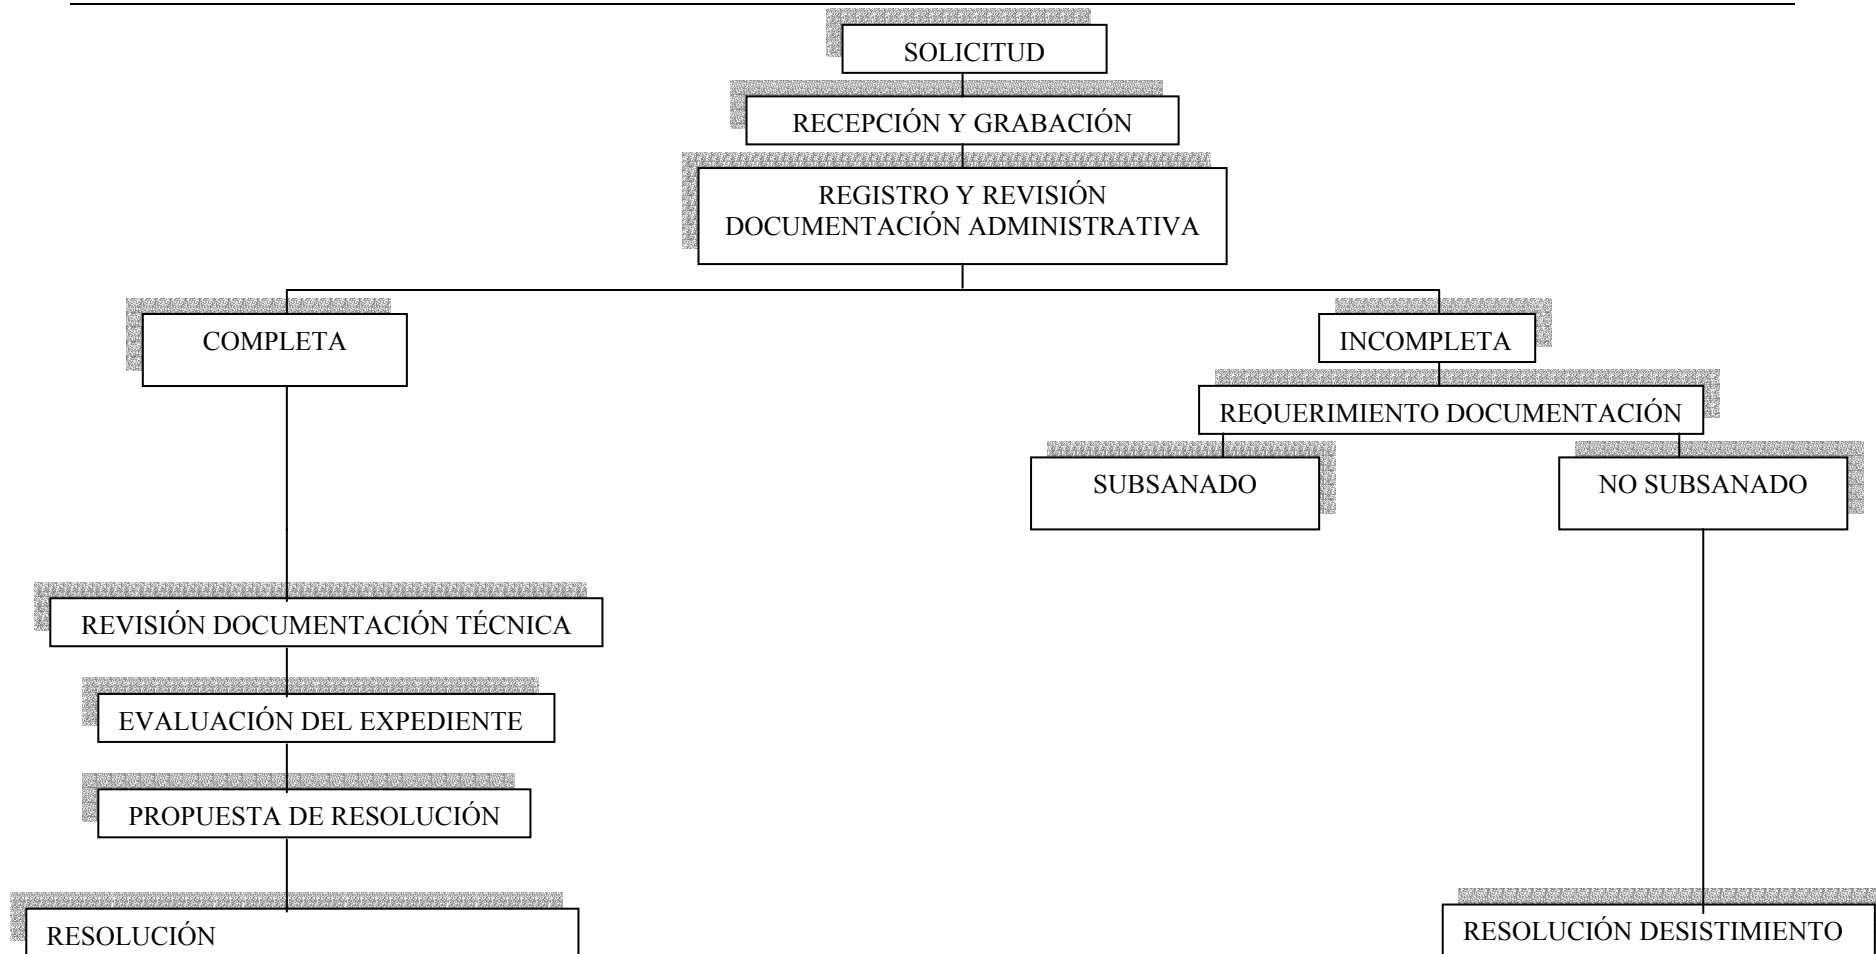 SOLICITUD
RECEPCIÓN Y GRABACIÓN
REGISTRO Y REVISIÓN
DOCUMENTACIÓN ADMINISTRATIVA
COMPLETA
INCOMPLETA
REQUERIMIENTO DOCUMENTACIÓN
SUBSANADO
NO SUBSANADO
REVISIÓN DOCUMENTACIÓN TÉCNICA
EVALUACIÓN DEL EXPEDIENTE
PROPUESTA DE RESOLUCIÓN
RESOLUCIÓN
RESOLUCIÓN DESISTIMIENTO